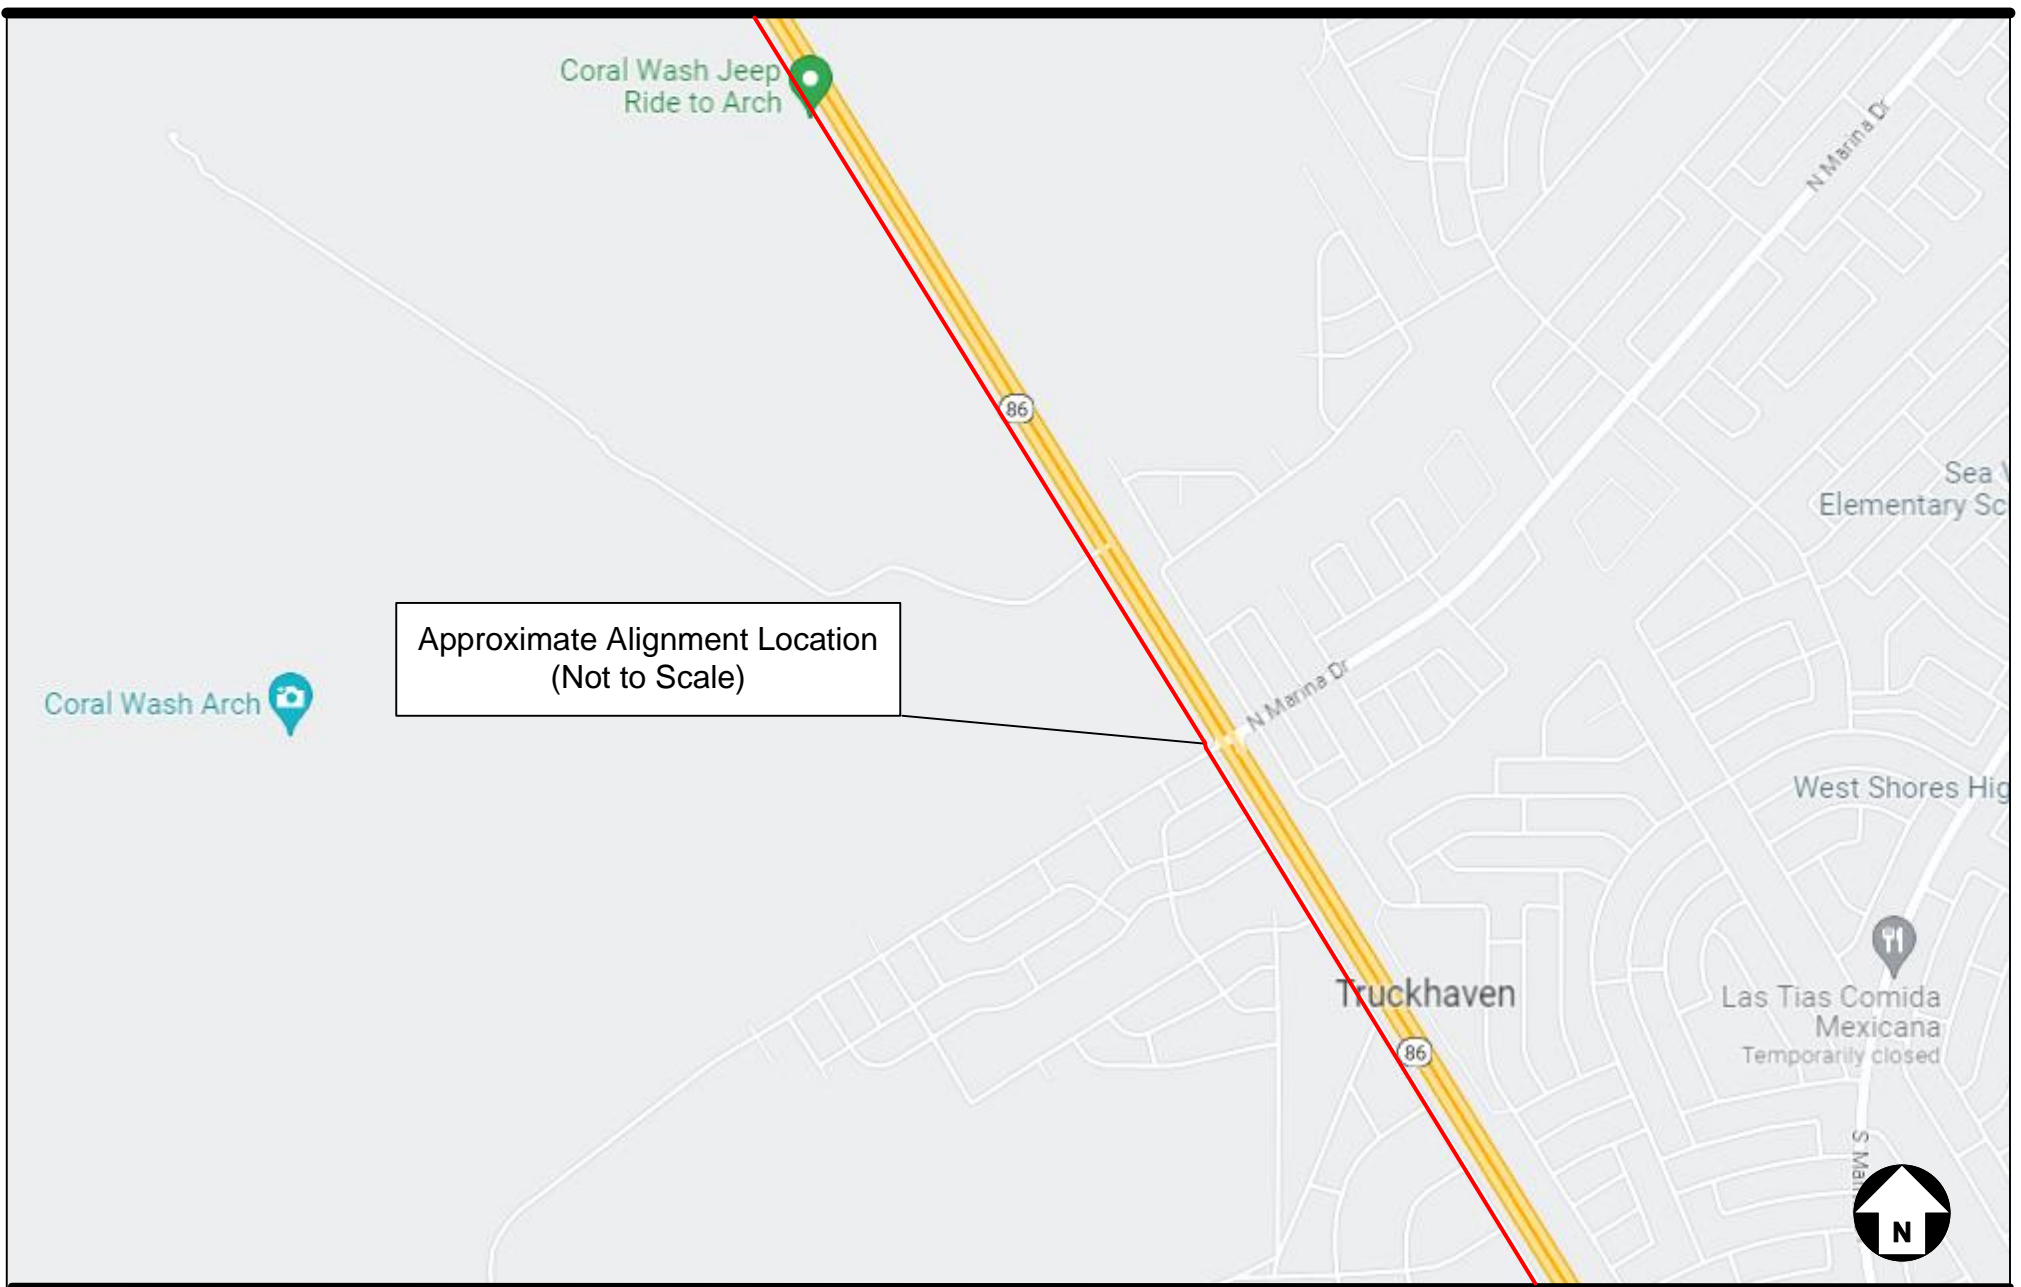 Coral Wash Jeep
Ride to Arch
N Marina Dr
86
Sea
Elementary Sc
Approximate Alignment Location
(Not to Scale)
N Marina Dr
Coral Wash Arch
West Shores Hig
Truckhaven
Las Tias Comida
Mexicana
Temporarily closed
86
S Mar
N